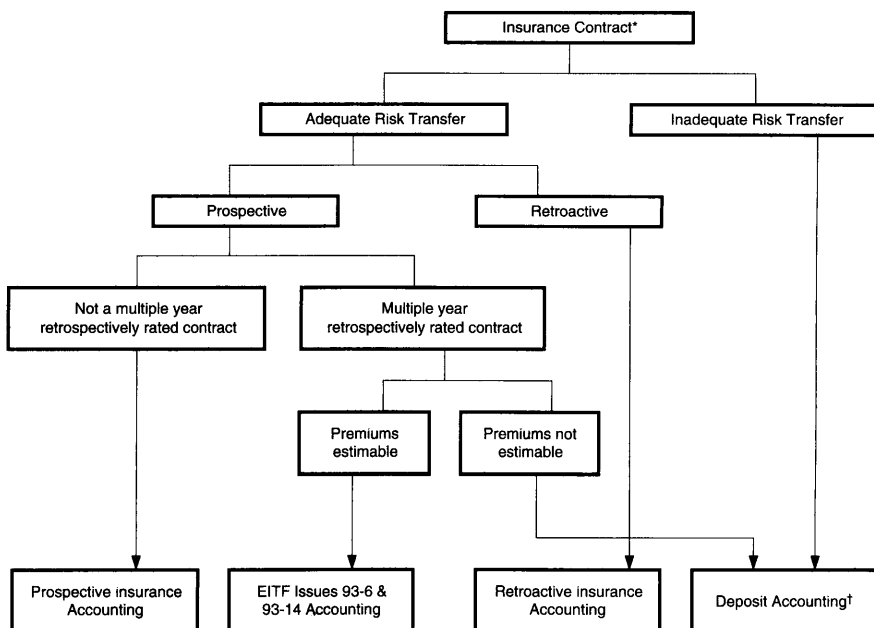 Insurance Contract*
Adequate Risk Transfer
Inadequate Risk Transfer
Prospective
Retroactive
Not a multiple year
retrospectively rated contract
Multiple year
retrospectively rated contract
Premiums
estimable
Premiums not
estimable
Prospective insurance
Accounting
EITF Issues 93-6 &
93-14 Accounting
Retroactive insurance
Accounting
Deposit Accounting†